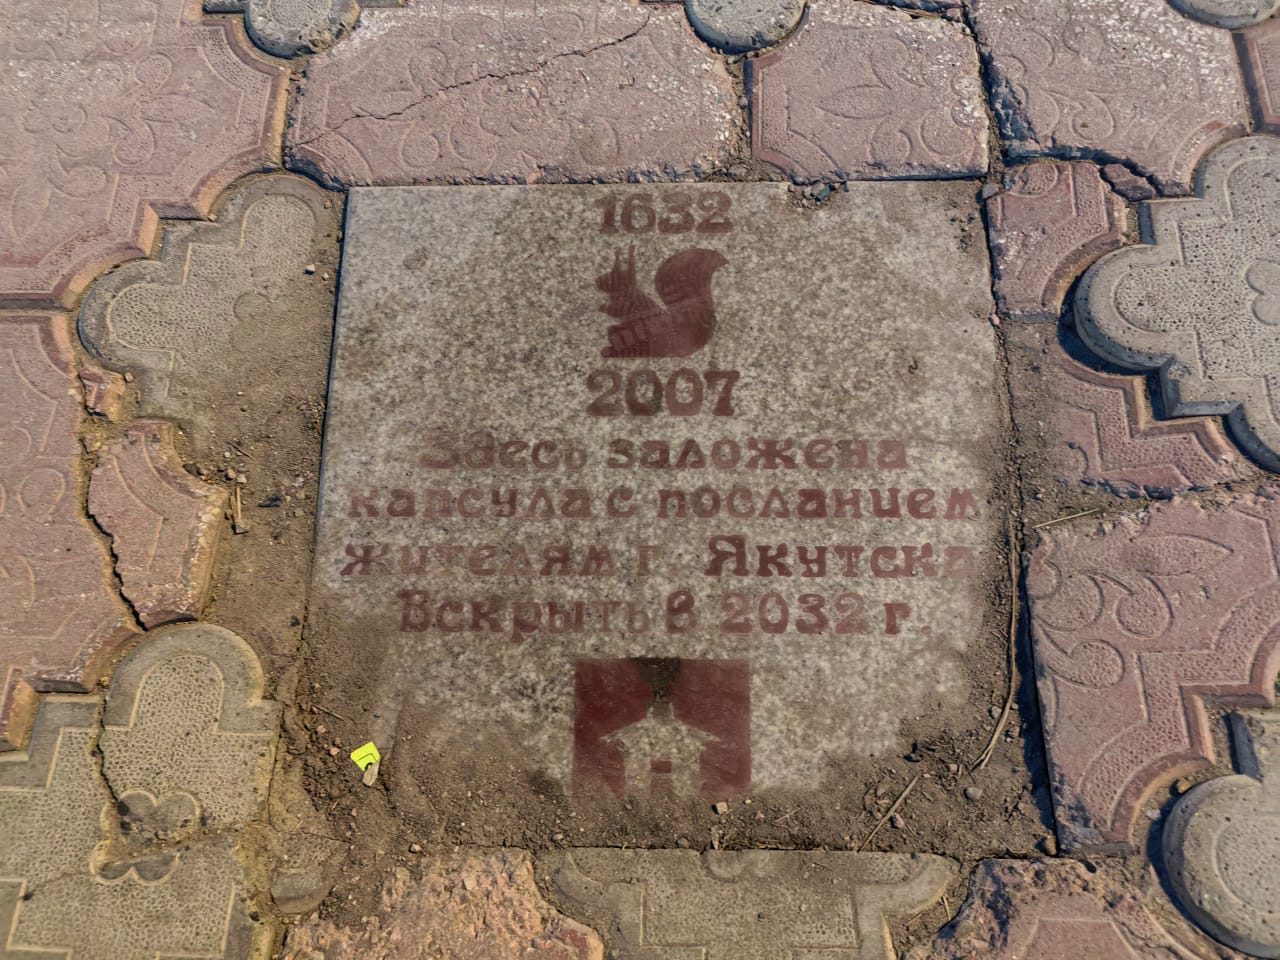 1632
2007
Здесь заложена
капсула с посланием
жителям г. Якутска
Вскрыть в 2032 г.